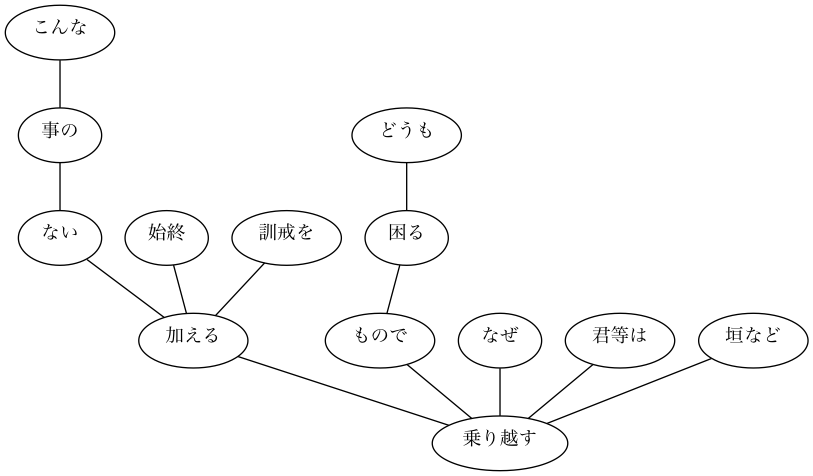 こんな
事の
どうも
ない
始終
訓戒を
困る
加える
もので
なぜ
君等は
垣など
乗り越す